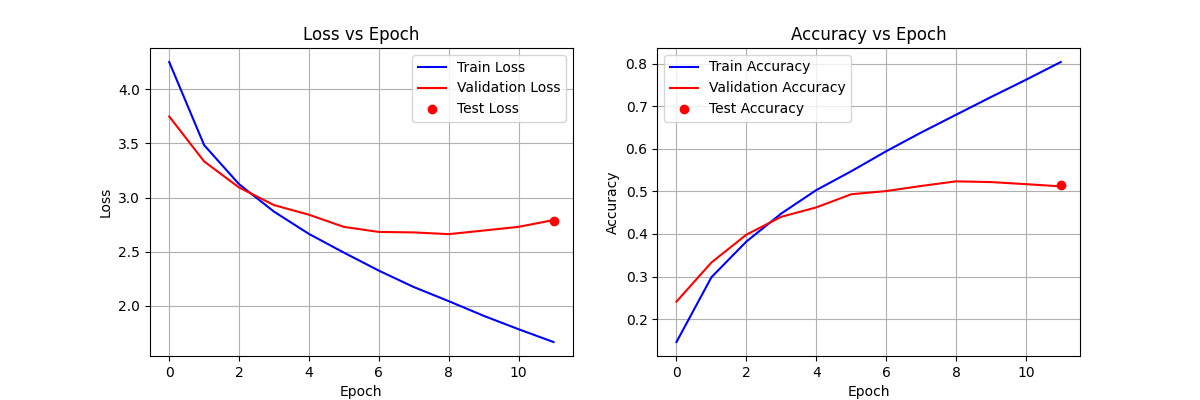 Loss vs Epoch
Train Loss
Validation Loss
Test Loss
4.0
3.5
3.0
2.5
2.0
Loss
0 2 4 6 8 10
Epoch
Accuracy vs Epoch
Train Accuracy
Validation Accuracy
Test Accuracy
0.8
0.7
0.6
0.5
0.4
0.3
0.2
Accuracy
0 2 4 6 8 10
Epoch